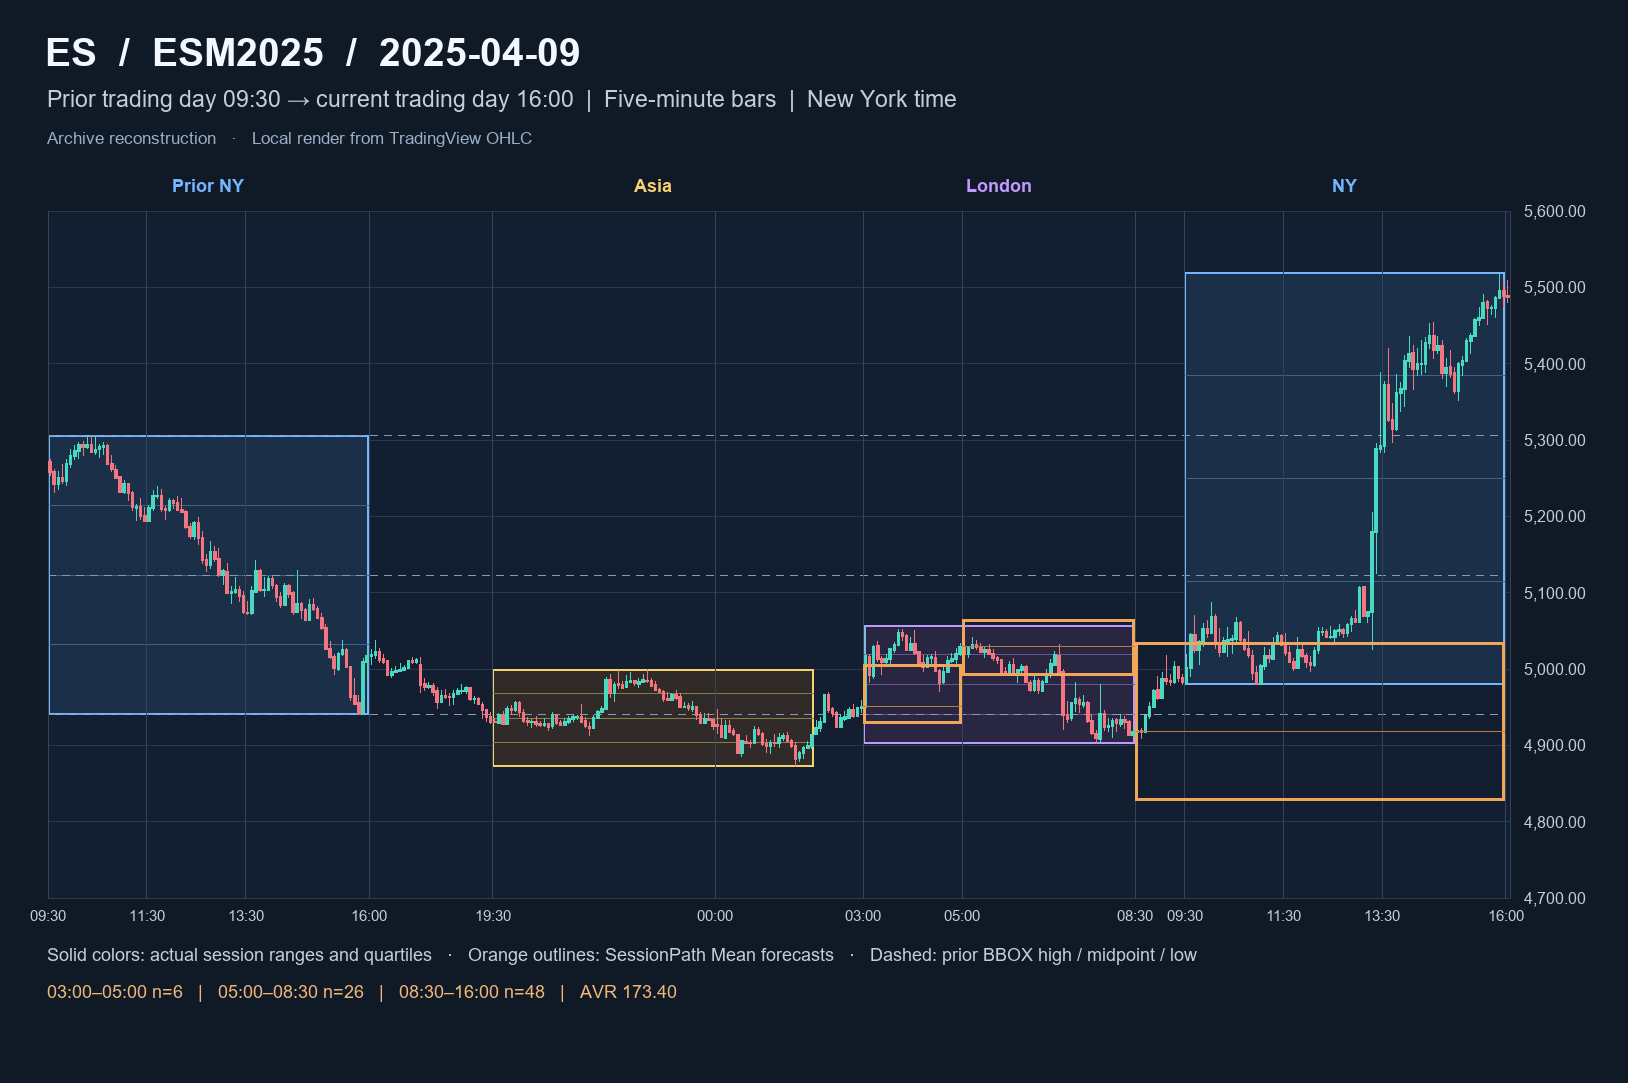 ES / ESM2025 / 2025-04-09
Prior trading day 09:30 → current trading day 16:00 | Five-minute bars | New York time
Archive reconstruction · Local render from TradingView OHLC
Prior NY Asia London NY
5,600.00
5,500.00
5,400.00
5,300.00
5,200.00
5,100.00
5,000.00
4,900.00
4,800.00
4,700.00
09:30 11:30 13:30 16:00 19:30 00:00 03:00 05:00 08:30 09:30 11:30 13:30 16:00
Solid colors: actual session ranges and quartiles · Orange outlines: SessionPath Mean forecasts · Dashed: prior BBOX high / midpoint / low
03:00–05:00 n=6 | 05:00–08:30 n=26 | 08:30–16:00 n=48 | AVR 173.40